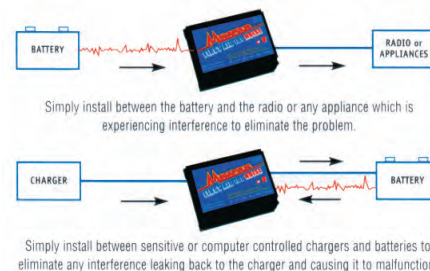 BATTERY
RADIO or
APPLIANCES
Simply install between the battery and the radio or any appliance which is
experiencing interference to eliminate the problem.
CHARGER
BATTERY
Simply install between sensitive or computer controlled chargers and batteries to
eliminate any interference leaking back to the charger and causing it to malfunction